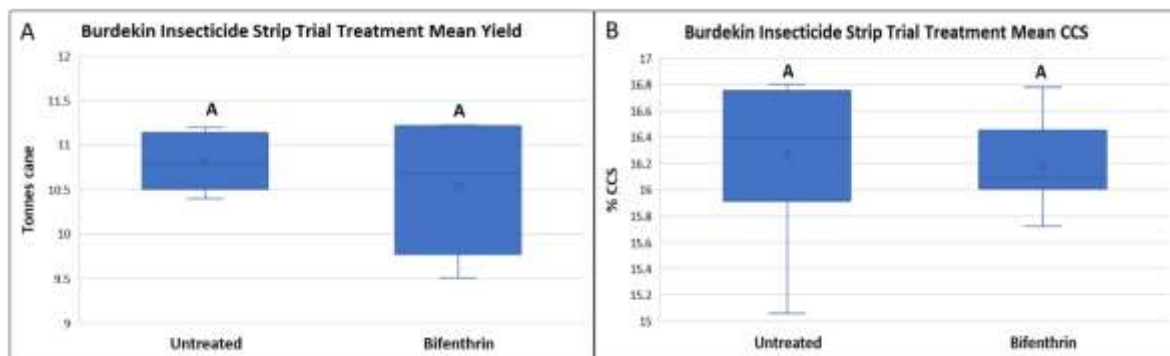 A
Burdekin Insecticide Strip Trial Treatment Mean Yield
12
11.5
11
10.5
10
9.5
9
Tonnes cane
A
A
Untreated
Bifenthrin
B
Burdekin Insecticide Strip Trial Treatment Mean CCS
17
16.8
16.6
16.4
16.2
16
15.8
15.6
15.4
15.2
15
% CCS
A
A
Untreated
Bifenthrin